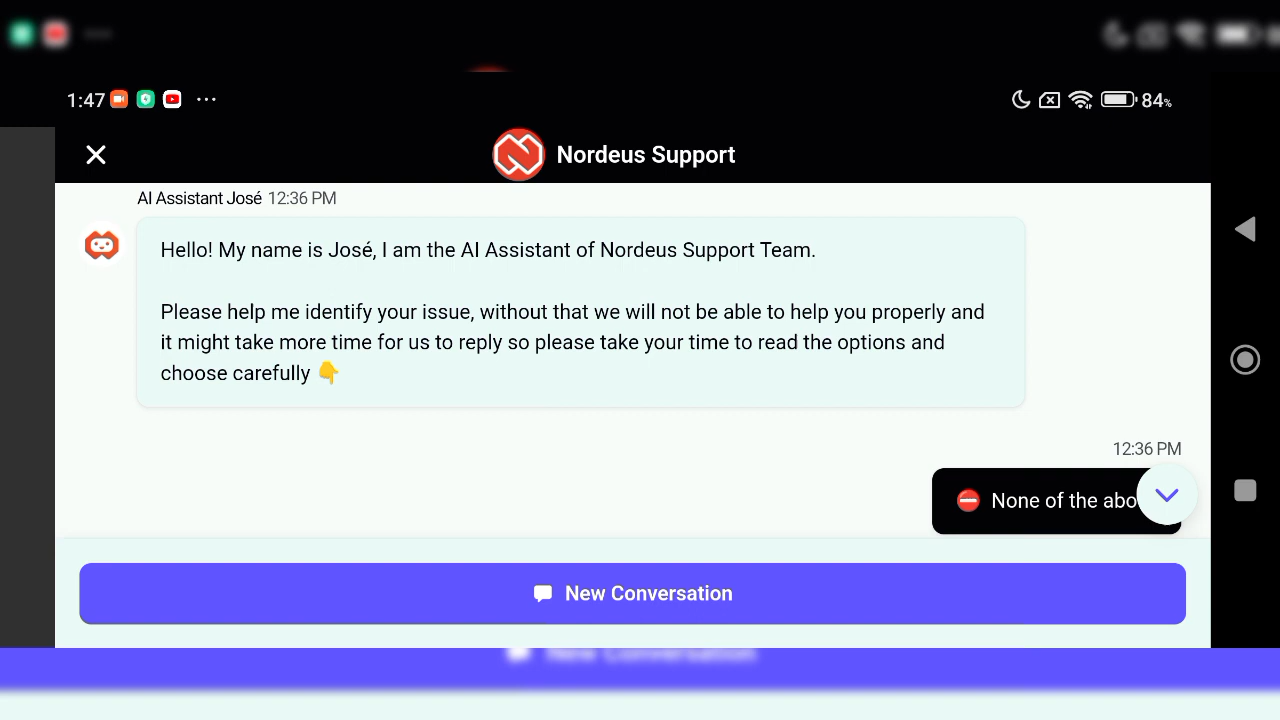 1:47 ... 84%
Nordeus Support
AI Assistant José 12:36 PM
Hello! My name is José, I am the AI Assistant of Nordeus Support Team.
Please help me identify your issue, without that we will not be able to help you properly and
it might take more time for us to reply so please take your time to read the options and
choose carefully 👇
12:36 PM
⛔ None of the abo
New Conversation
New Conversation